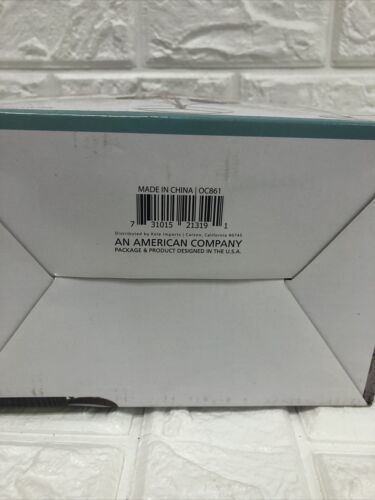 MADE IN CHINA | OC861
7 31015 21319 1
Distributed by Kole Imports | Carson, California 90745
AN AMERICAN COMPANY
PACKAGE & PRODUCT DESIGNED IN THE U.S.A.